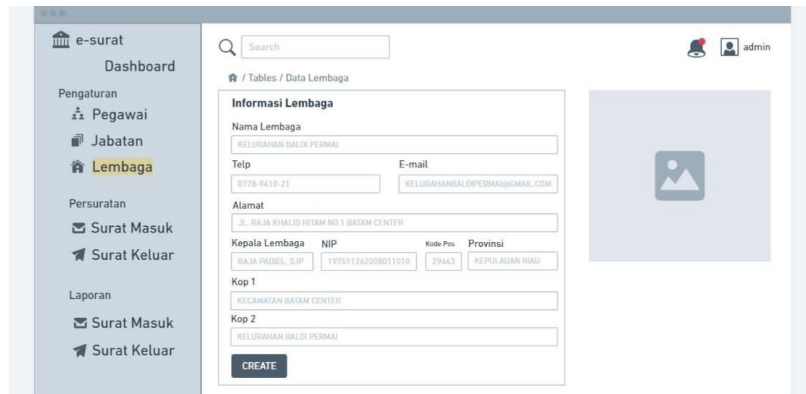 e-surat
Dashboard
Pengaturan
Pegawai
Jabatan
Lembaga
Persuratan
Surat Masuk
Surat Keluar
Laporan
Surat Masuk
Surat Keluar
Search
admin
/ Tables / Data Lembaga
Informasi Lembaga
Nama Lembaga
KELURAHAN BALOI PERMAI
Telp E-mail
0778-9410-21 KELURAHANBALOIPERMAI@GMAIL.COM
Alamat
JL. RAJA KHALID HITAM NO.1 BATAM CENTER
Kepala Lembaga NIP Kode Pos Provinsi
RAJA PADIEL, S.IP 197511262008011010 29463 KEPULAUAN RIAU
Kop 1
KECAMATAN BATAM CENTER
Kop 2
KELURAHAN BALOI PERMAI
CREATE